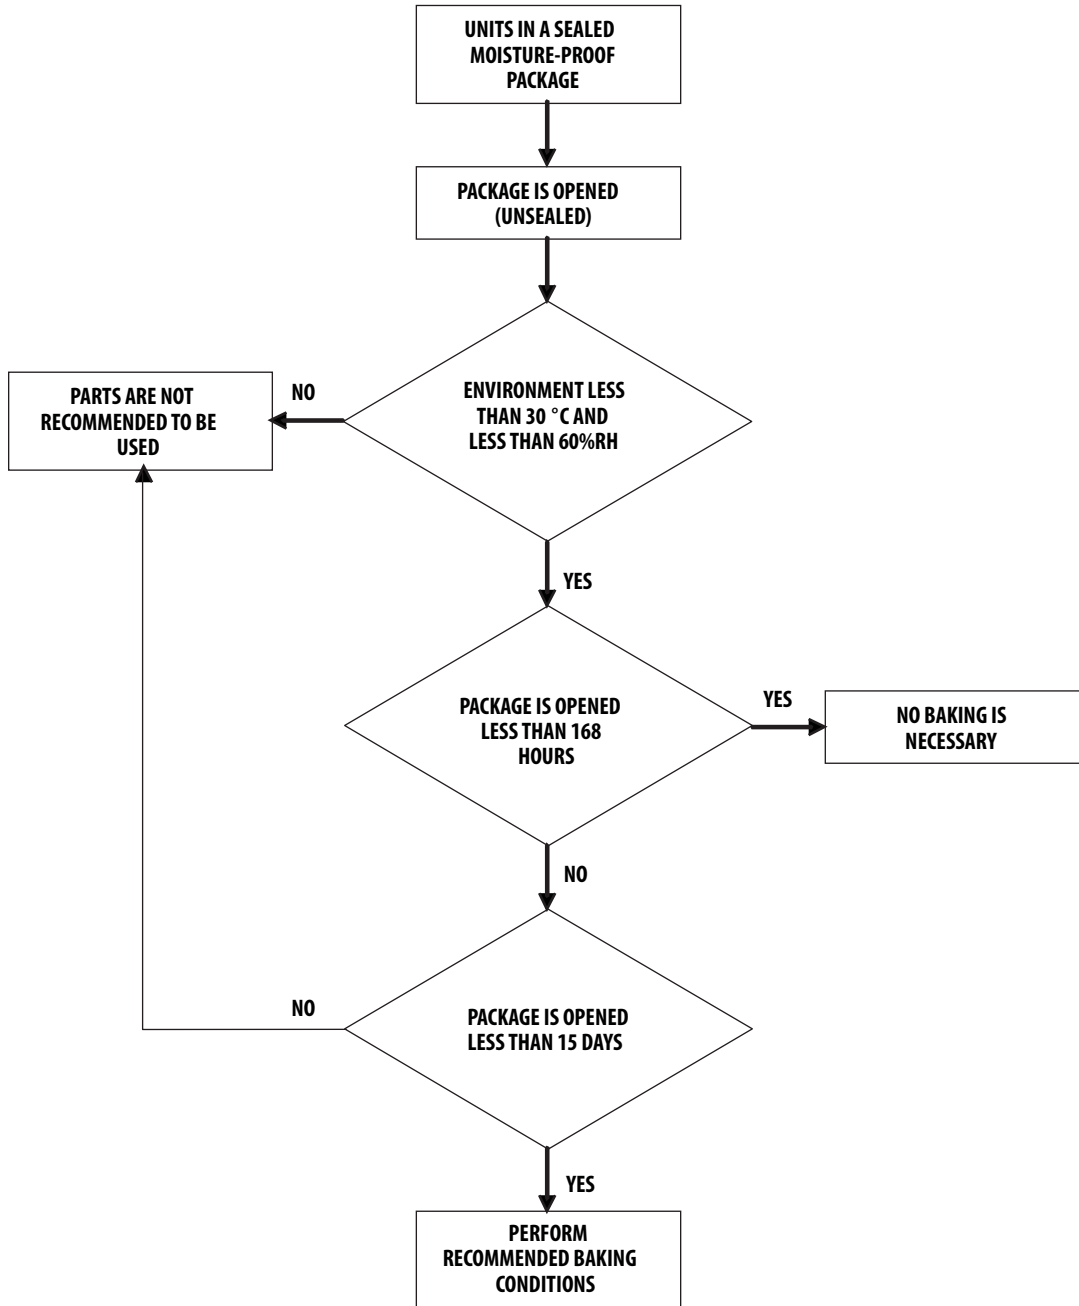 UNITS IN A SEALED
MOISTURE-PROOF
PACKAGE
PACKAGE IS OPENED
(UNSEALED)
ENVIRONMENT LESS
THAN 30 °C AND
LESS THAN 60%RH
NO
PARTS ARE NOT
RECOMMENDED TO BE
USED
YES
PACKAGE IS OPENED
LESS THAN 168
HOURS
YES
NO BAKING IS
NECESSARY
NO
PACKAGE IS OPENED
LESS THAN 15 DAYS
NO
YES
PERFORM
RECOMMENDED BAKING
CONDITIONS